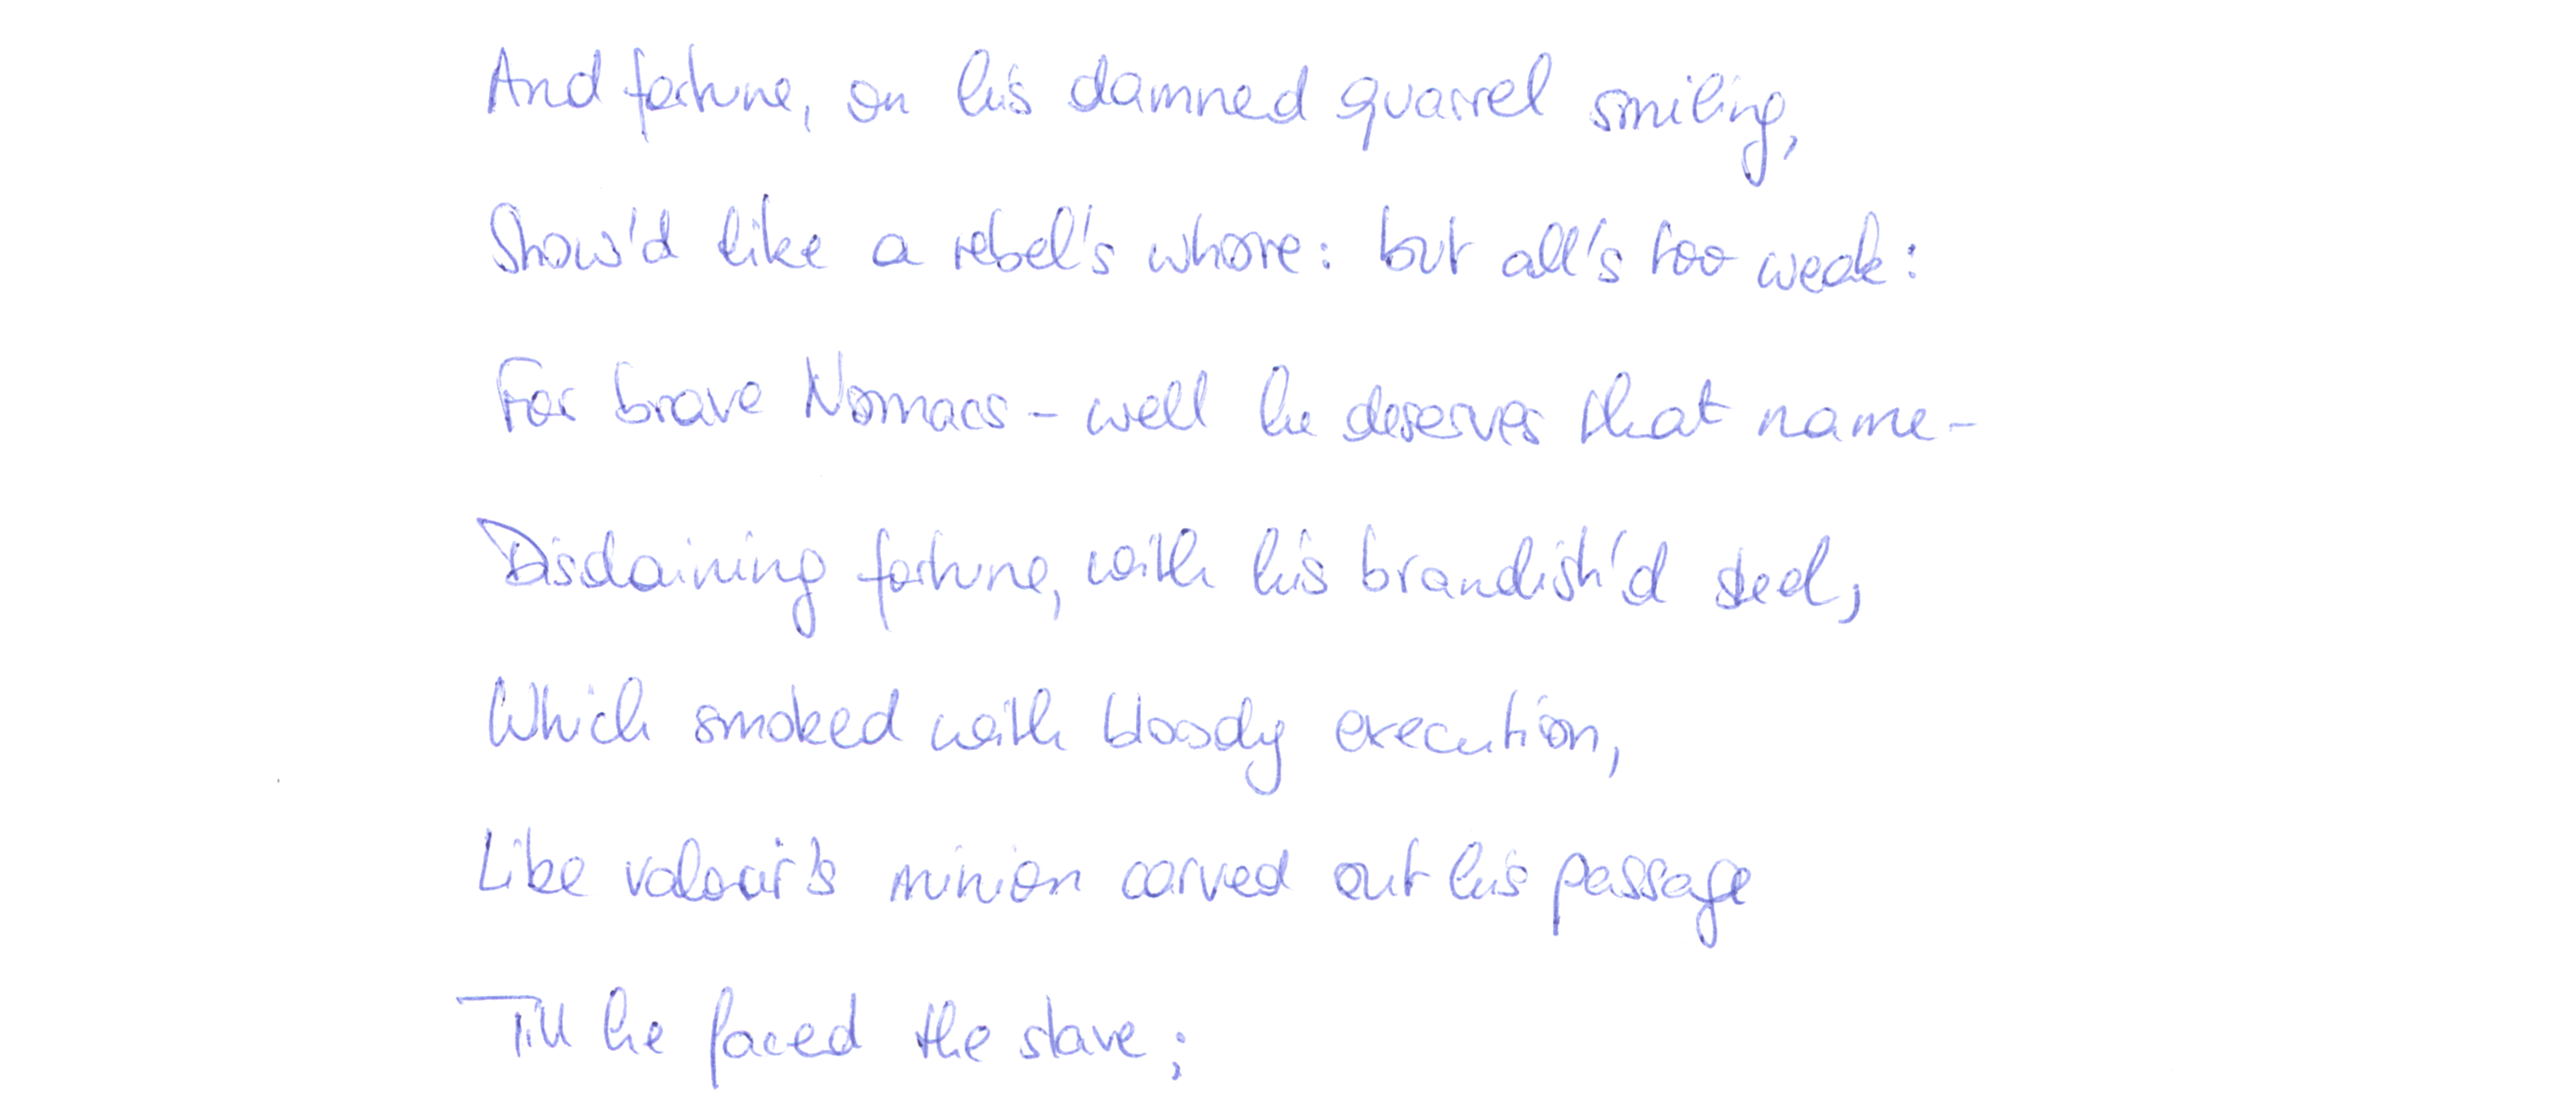 And fortune, on his damned quarrel smiling,
Show'd like a rebel's whore: but all's too weak:
For brave Nomacs - well he deserves that name -
Disdaining fortune, with his brandish'd steel,
Which smoked with bloody execution,
Like valour's minion carved out his passage
Till he faced the slave;